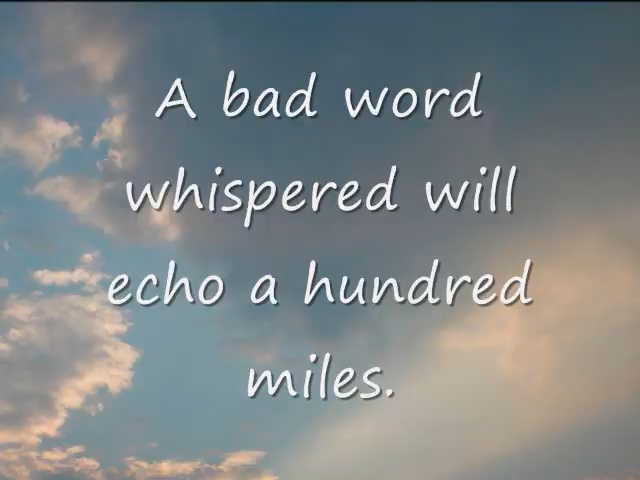 A bad word
whispered will
echo a hundred
miles.